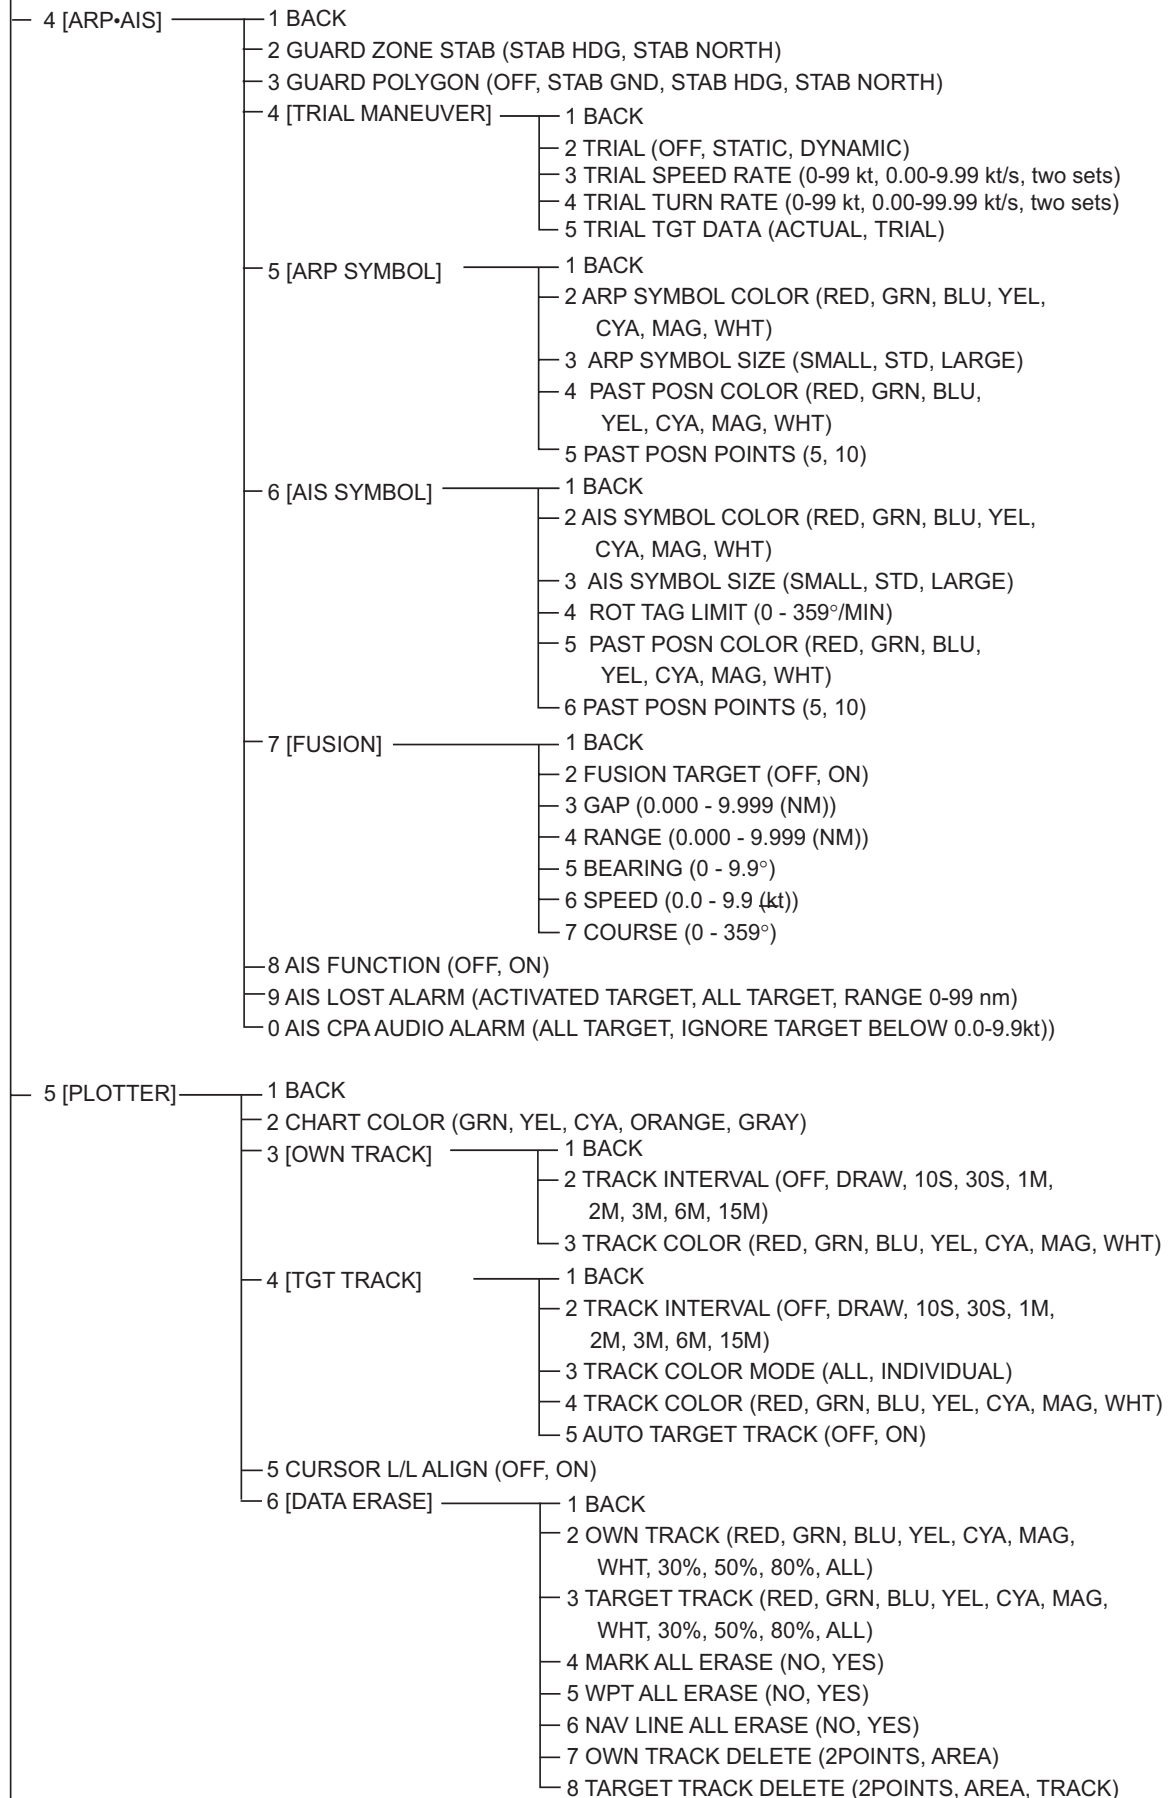 4 [ARP•AIS]
1 BACK
2 GUARD ZONE STAB (STAB HDG, STAB NORTH)
3 GUARD POLYGON (OFF, STAB GND, STAB HDG, STAB NORTH)
4 [TRIAL MANEUVER]
1 BACK
2 TRIAL (OFF, STATIC, DYNAMIC)
3 TRIAL SPEED RATE (0-99 kt, 0.00-9.99 kt/s, two sets)
4 TRIAL TURN RATE (0-99 kt, 0.00-99.99 kt/s, two sets)
5 TRIAL TGT DATA (ACTUAL, TRIAL)
5 [ARP SYMBOL]
1 BACK
2 ARP SYMBOL COLOR (RED, GRN, BLU, YEL,
CYA, MAG, WHT)
3 ARP SYMBOL SIZE (SMALL, STD, LARGE)
4 PAST POSN COLOR (RED, GRN, BLU,
YEL, CYA, MAG, WHT)
5 PAST POSN POINTS (5, 10)
6 [AIS SYMBOL]
1 BACK
2 AIS SYMBOL COLOR (RED, GRN, BLU, YEL,
CYA, MAG, WHT)
3 AIS SYMBOL SIZE (SMALL, STD, LARGE)
4 ROT TAG LIMIT (0 - 359°/MIN)
5 PAST POSN COLOR (RED, GRN, BLU,
YEL, CYA, MAG, WHT)
6 PAST POSN POINTS (5, 10)
7 [FUSION]
1 BACK
2 FUSION TARGET (OFF, ON)
3 GAP (0.000 - 9.999 (NM))
4 RANGE (0.000 - 9.999 (NM))
5 BEARING (0 - 9.9°)
6 SPEED (0.0 - 9.9 (kt))
7 COURSE (0 - 359°)
8 AIS FUNCTION (OFF, ON)
9 AIS LOST ALARM (ACTIVATED TARGET, ALL TARGET, RANGE 0-99 nm)
0 AIS CPA AUDIO ALARM (ALL TARGET, IGNORE TARGET BELOW 0.0-9.9kt))
5 [PLOTTER]
1 BACK
2 CHART COLOR (GRN, YEL, CYA, ORANGE, GRAY)
3 [OWN TRACK]
1 BACK
2 TRACK INTERVAL (OFF, DRAW, 10S, 30S, 1M,
2M, 3M, 6M, 15M)
3 TRACK COLOR (RED, GRN, BLU, YEL, CYA, MAG, WHT)
4 [TGT TRACK]
1 BACK
2 TRACK INTERVAL (OFF, DRAW, 10S, 30S, 1M,
2M, 3M, 6M, 15M)
3 TRACK COLOR MODE (ALL, INDIVIDUAL)
4 TRACK COLOR (RED, GRN, BLU, YEL, CYA, MAG, WHT)
5 AUTO TARGET TRACK (OFF, ON)
5 CURSOR L/L ALIGN (OFF, ON)
6 [DATA ERASE]
1 BACK
2 OWN TRACK (RED, GRN, BLU, YEL, CYA, MAG,
WHT, 30%, 50%, 80%, ALL)
3 TARGET TRACK (RED, GRN, BLU, YEL, CYA, MAG,
WHT, 30%, 50%, 80%, ALL)
4 MARK ALL ERASE (NO, YES)
5 WPT ALL ERASE (NO, YES)
6 NAV LINE ALL ERASE (NO, YES)
7 OWN TRACK DELETE (2POINTS, AREA)
8 TARGET TRACK DELETE (2POINTS, AREA, TRACK)